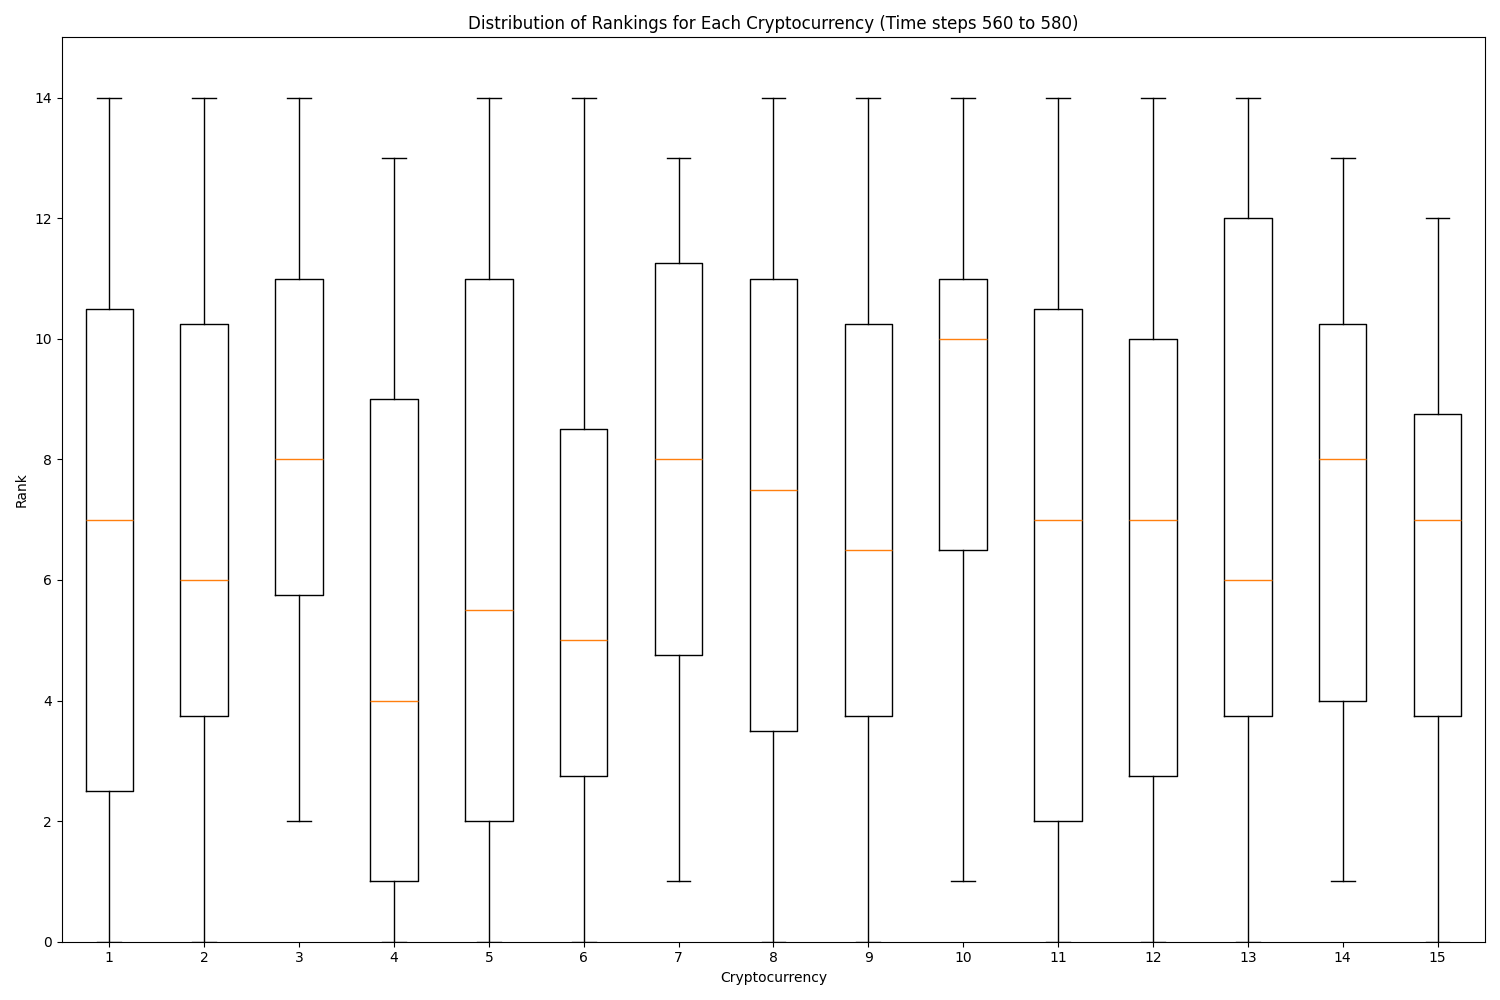 Distribution of Rankings for Each Cryptocurrency (Time steps 560 to 580)
14
12
10
8
6
4
2
0
Rank
1 2 3 4 5 6 7 8 9 10 11 12 13 14 15
Cryptocurrency